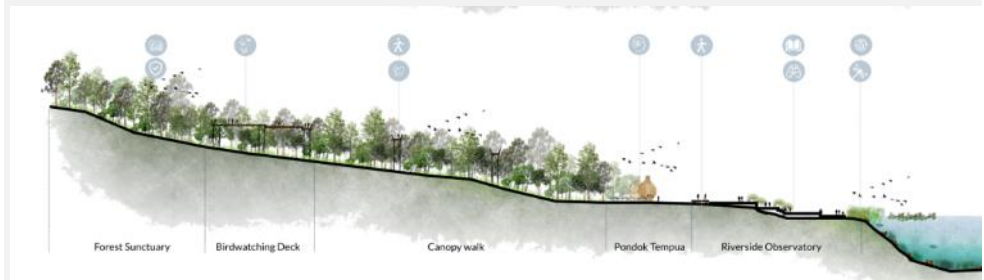 Forest Sunctuary
Birdwatching Deck
Canopy walk
Pondok Tempua
Riverside Observatory